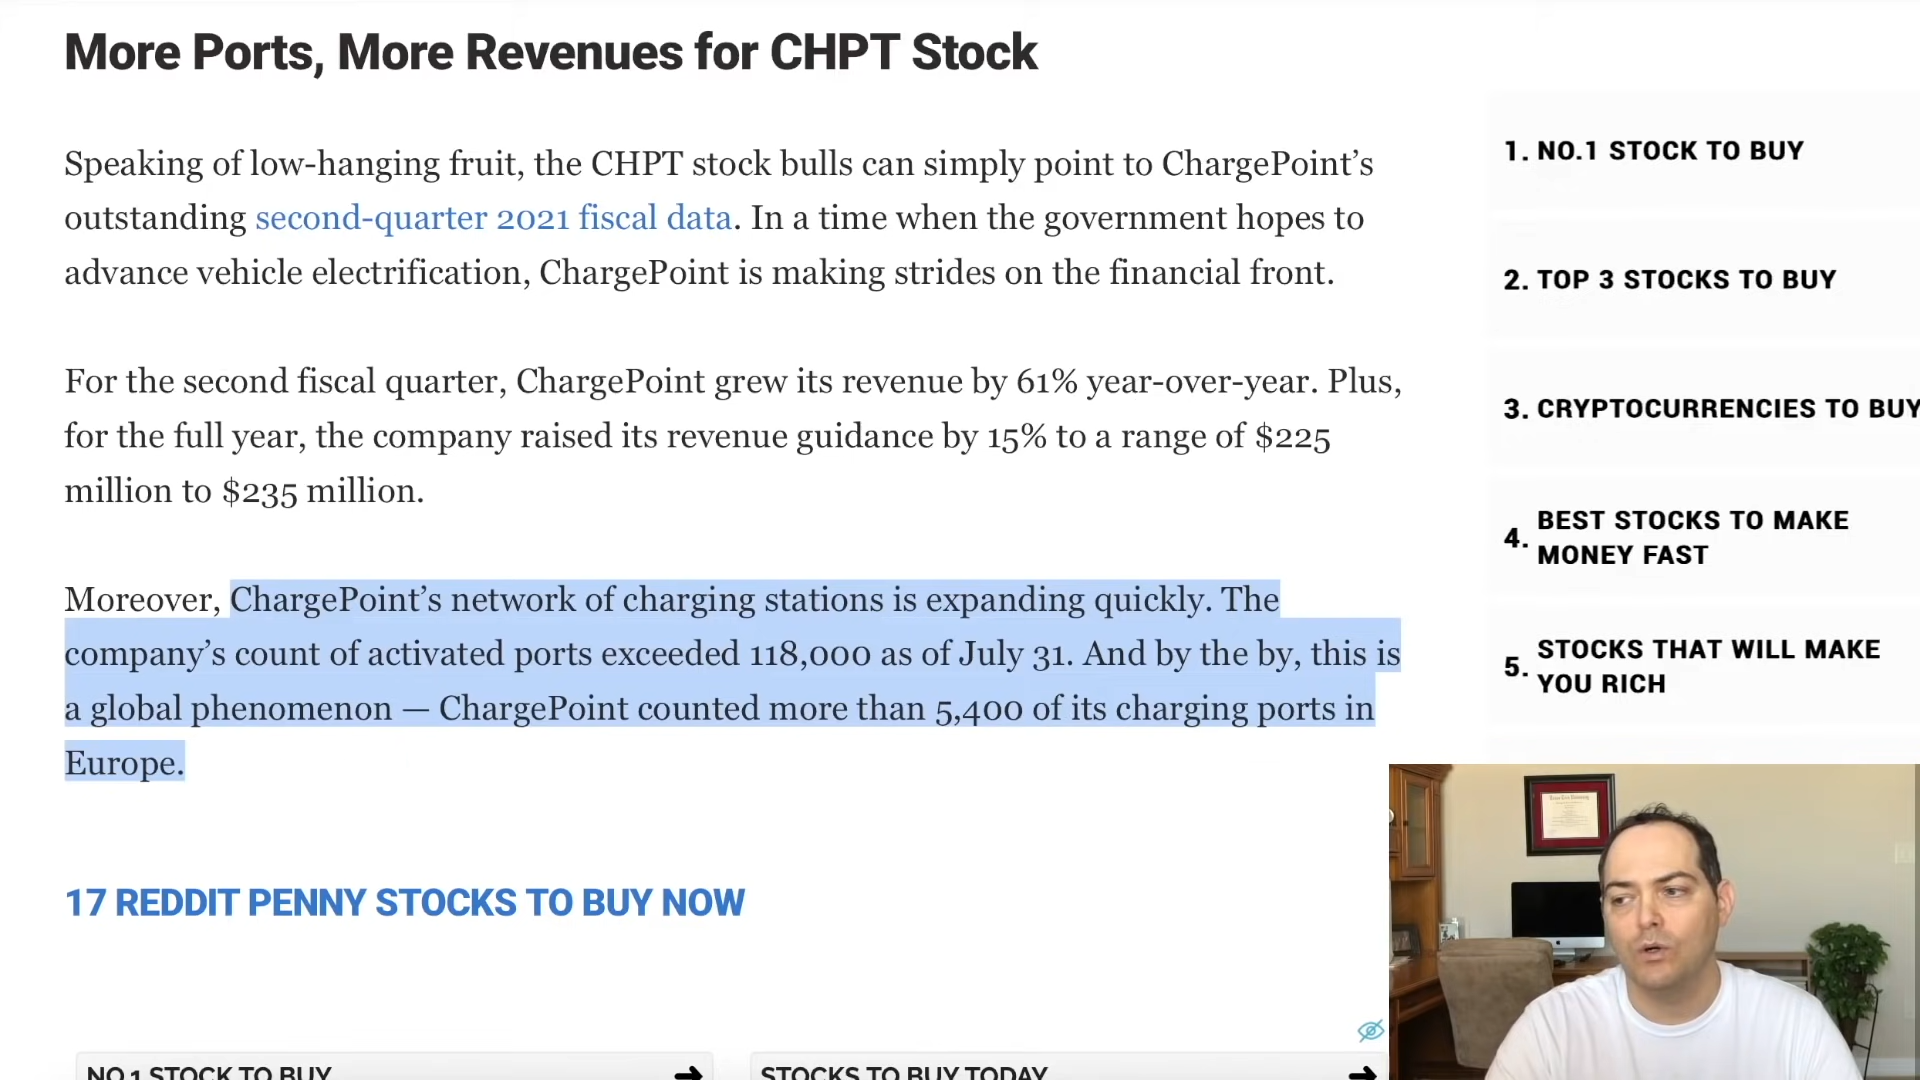 More Ports, More Revenues for CHPT Stock
Speaking of low-hanging fruit, the CHPT stock bulls can simply point to ChargePoint’s
outstanding second-quarter 2021 fiscal data. In a time when the government hopes to
advance vehicle electrification, ChargePoint is making strides on the financial front.
For the second fiscal quarter, ChargePoint grew its revenue by 61% year-over-year. Plus,
for the full year, the company raised its revenue guidance by 15% to a range of $225
million to $235 million.
Moreover, ChargePoint’s network of charging stations is expanding quickly. The
company’s count of activated ports exceeded 118,000 as of July 31. And by the by, this is
a global phenomenon — ChargePoint counted more than 5,400 of its charging ports in
Europe.
17 REDDIT PENNY STOCKS TO BUY NOW
NO.1 STOCK TO BUY
STOCKS TO BUY TODAY
1. NO.1 STOCK TO BUY
2. TOP 3 STOCKS TO BUY
3. CRYPTOCURRENCIES TO BUY
4. BEST STOCKS TO MAKE
MONEY FAST
5. STOCKS THAT WILL MAKE
YOU RICH